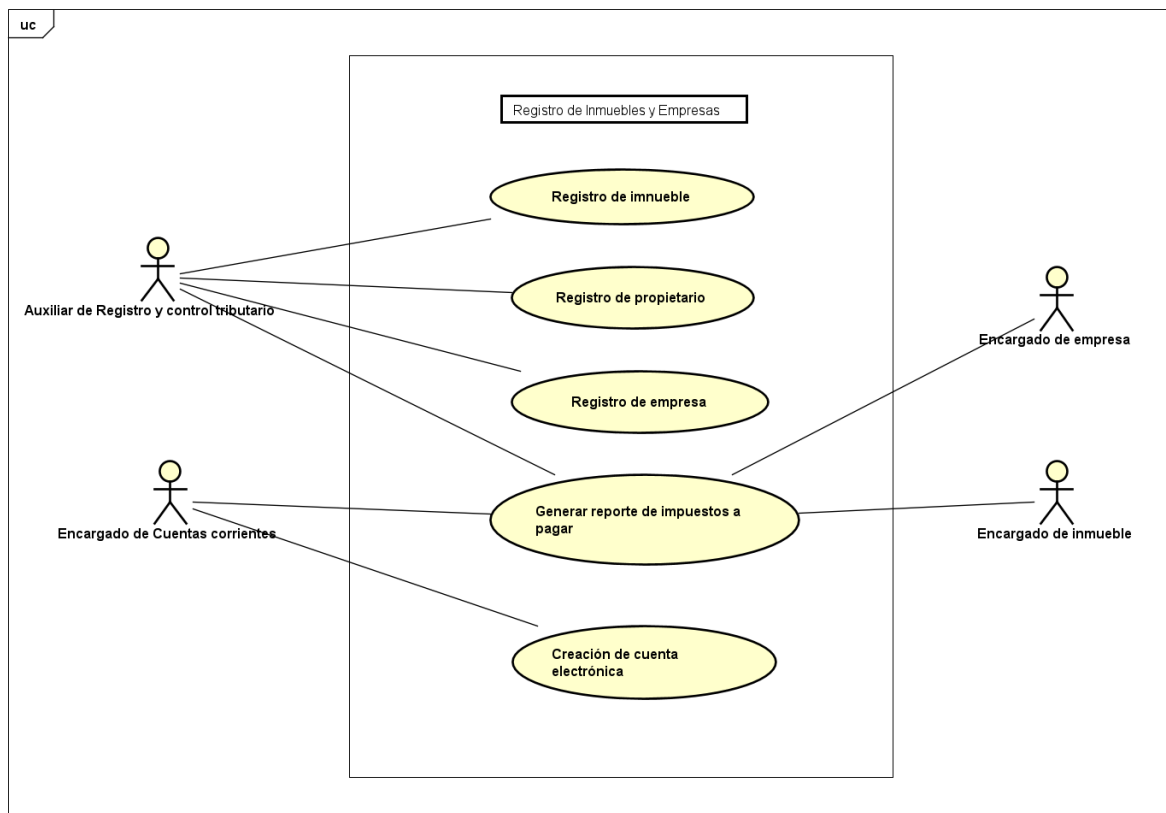 uc
Registro de Inmuebles y Empresas
Registro de imnueble
Auxiliar de Registro y control tributario
Registro de propietario
Encargado de empresa
Registro de empresa
Encargado de Cuentas corrientes
Generar reporte de impuestos a
pagar
Encargado de inmueble
Creación de cuenta
electrónica